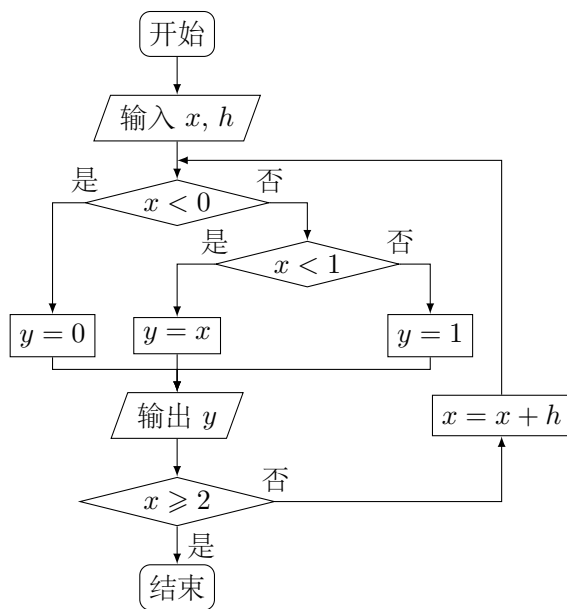 开始
输入 x, h
是
否
x < 0
是
否
x < 1
y = 0
y = x
y = 1
输出 y
x = x + h
否
x ⩾ 2
是
结束